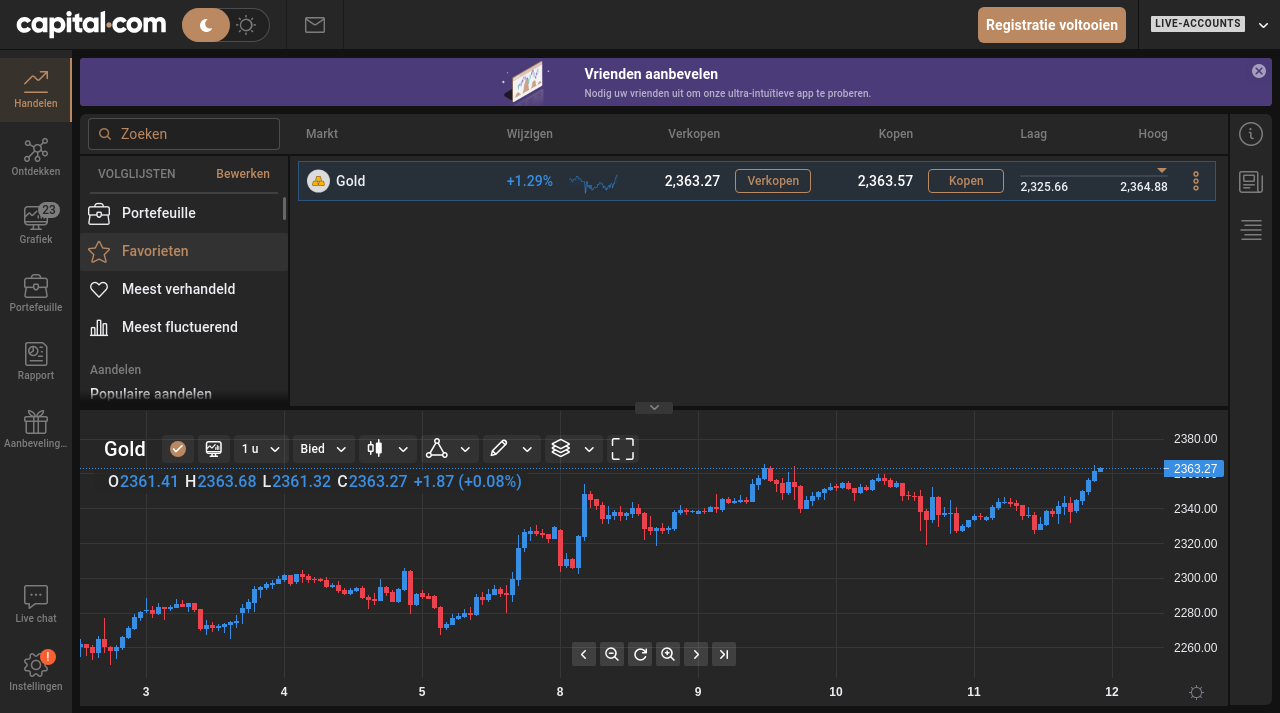 capital.com
Registratie voltooien
LIVE-ACCOUNTS
Handelen
Ontdekken
23
Grafiek
Portefeuille
Rapport
Aanbeveling...
Live chat
!
Instellingen
Vrienden aanbevelen
Nodig uw vrienden uit om onze ultra-intuïtieve app te proberen.
Zoeken
Markt Wijzigen Verkopen Kopen Laag Hoog
VOLGLIJSTEN Bewerken
Portefeuille
Favorieten
Meest verhandeld
Meest fluctuerend
Aandelen
Populaire aandelen
Gold +1.29% 2,363.27 Verkopen 2,363.57 Kopen 2,325.66 2,364.88
Gold 1 u Bied
O2361.41 H2363.68 L2361.32 C2363.27 +1.87 (+0.08%)
2380.00
2363.27
2340.00
2320.00
2300.00
2280.00
2260.00
3 4 5 8 9 10 11 12